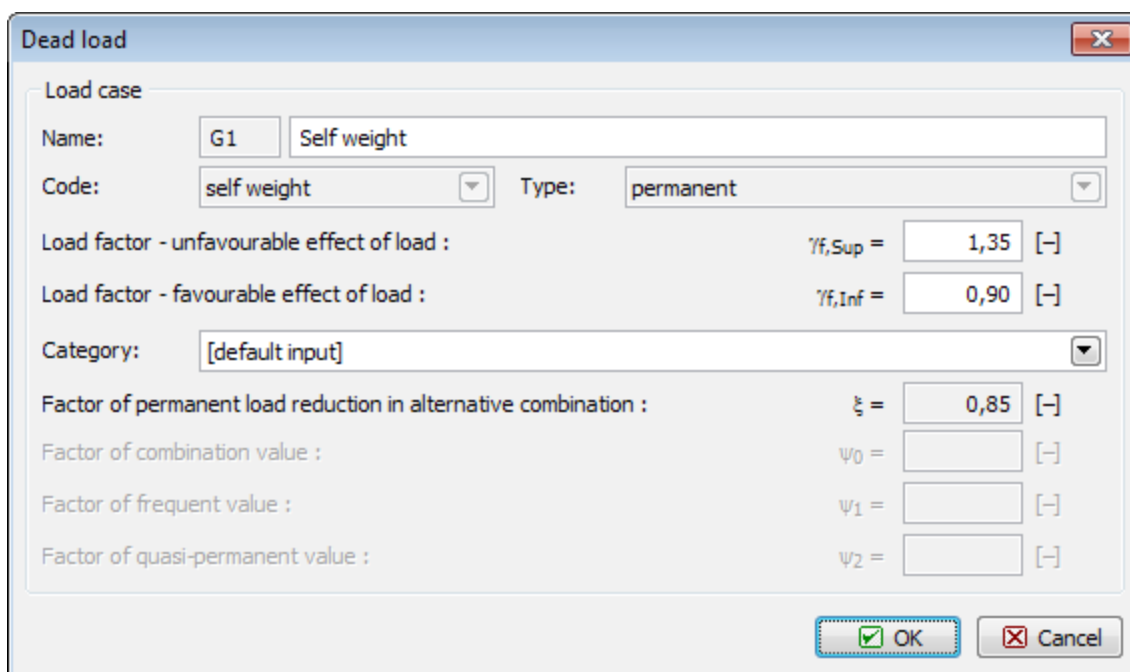 Dead load
Load case
Name: G1 Self weight
Code: self weight Type: permanent
Load factor - unfavourable effect of load : γf,Sup = 1,35 [–]
Load factor - favourable effect of load : γf,Inf = 0,90 [–]
Category: [default input]
Factor of permanent load reduction in alternative combination : ξ = 0,85 [–]
Factor of combination value : ψ0 = [–]
Factor of frequent value : ψ1 = [–]
Factor of quasi-permanent value : ψ2 = [–]
OK Cancel